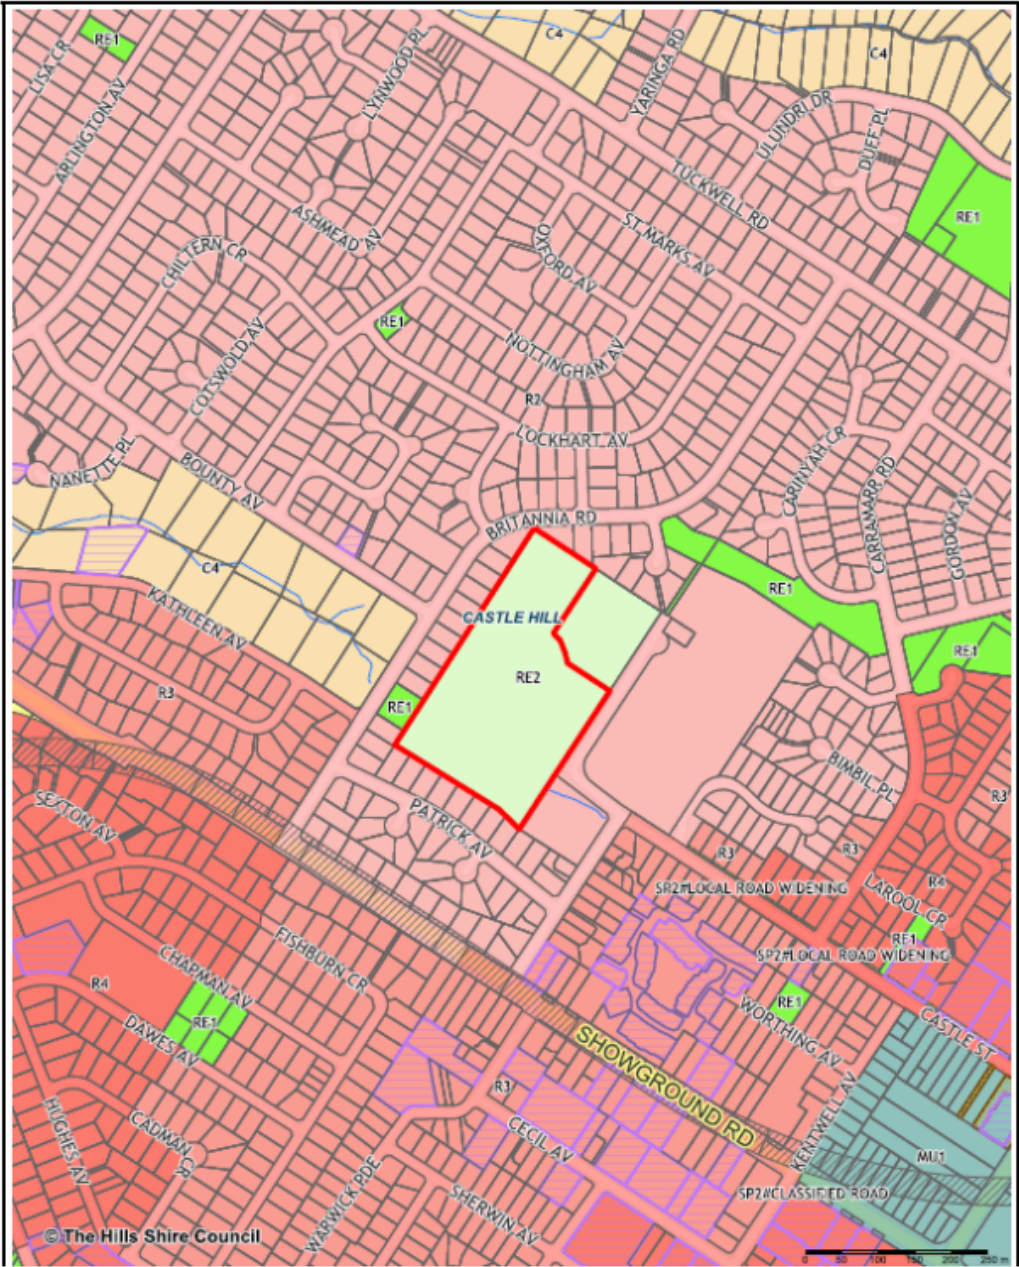 RE1
C4
C4
LISA CR
LYNWOOD PL
YARINGA RD
ARLINGTON AV
ULUNDRI DR
DUFF PL
TUCKWELL RD
RE1
ASHMEAD AV
ST MARKS AV
CHILTERN CR
OXFORD AV
RE1
COTSWOLD AV
NOTTINGHAM AV
R2
LOCKHART AV
CARINYAH CR
NANETTE PL
BOUNTY AV
CARRAMARR RD
GORDON AV
BRITANNIA RD
C4
RE1
KATHLEEN AV
CASTLE HILL
RE1
RE2
R3
RE1
BIMBIL PL
R3
SEXTON AV
PATRICK AV
R3
R3
SP2#LOCAL ROAD WIDENING
R4
LAROOL CR
RE1
SP2#LOCAL ROAD WIDENING
FISHBURN CR
CHAPMAN AV
R4
RE1
RE1
WORTHING AV
CASTLE ST
DAWES AV
SHOWGROUND RD
R3
HUGHES AV
CADMAN CR
CECIL AV
KENTWELL AV
MU1
WARWICK PDE
SHERWIN AV
SP2#CLASSIFIED ROAD
© The Hills Shire Council
0 50 100 150 200 250 m